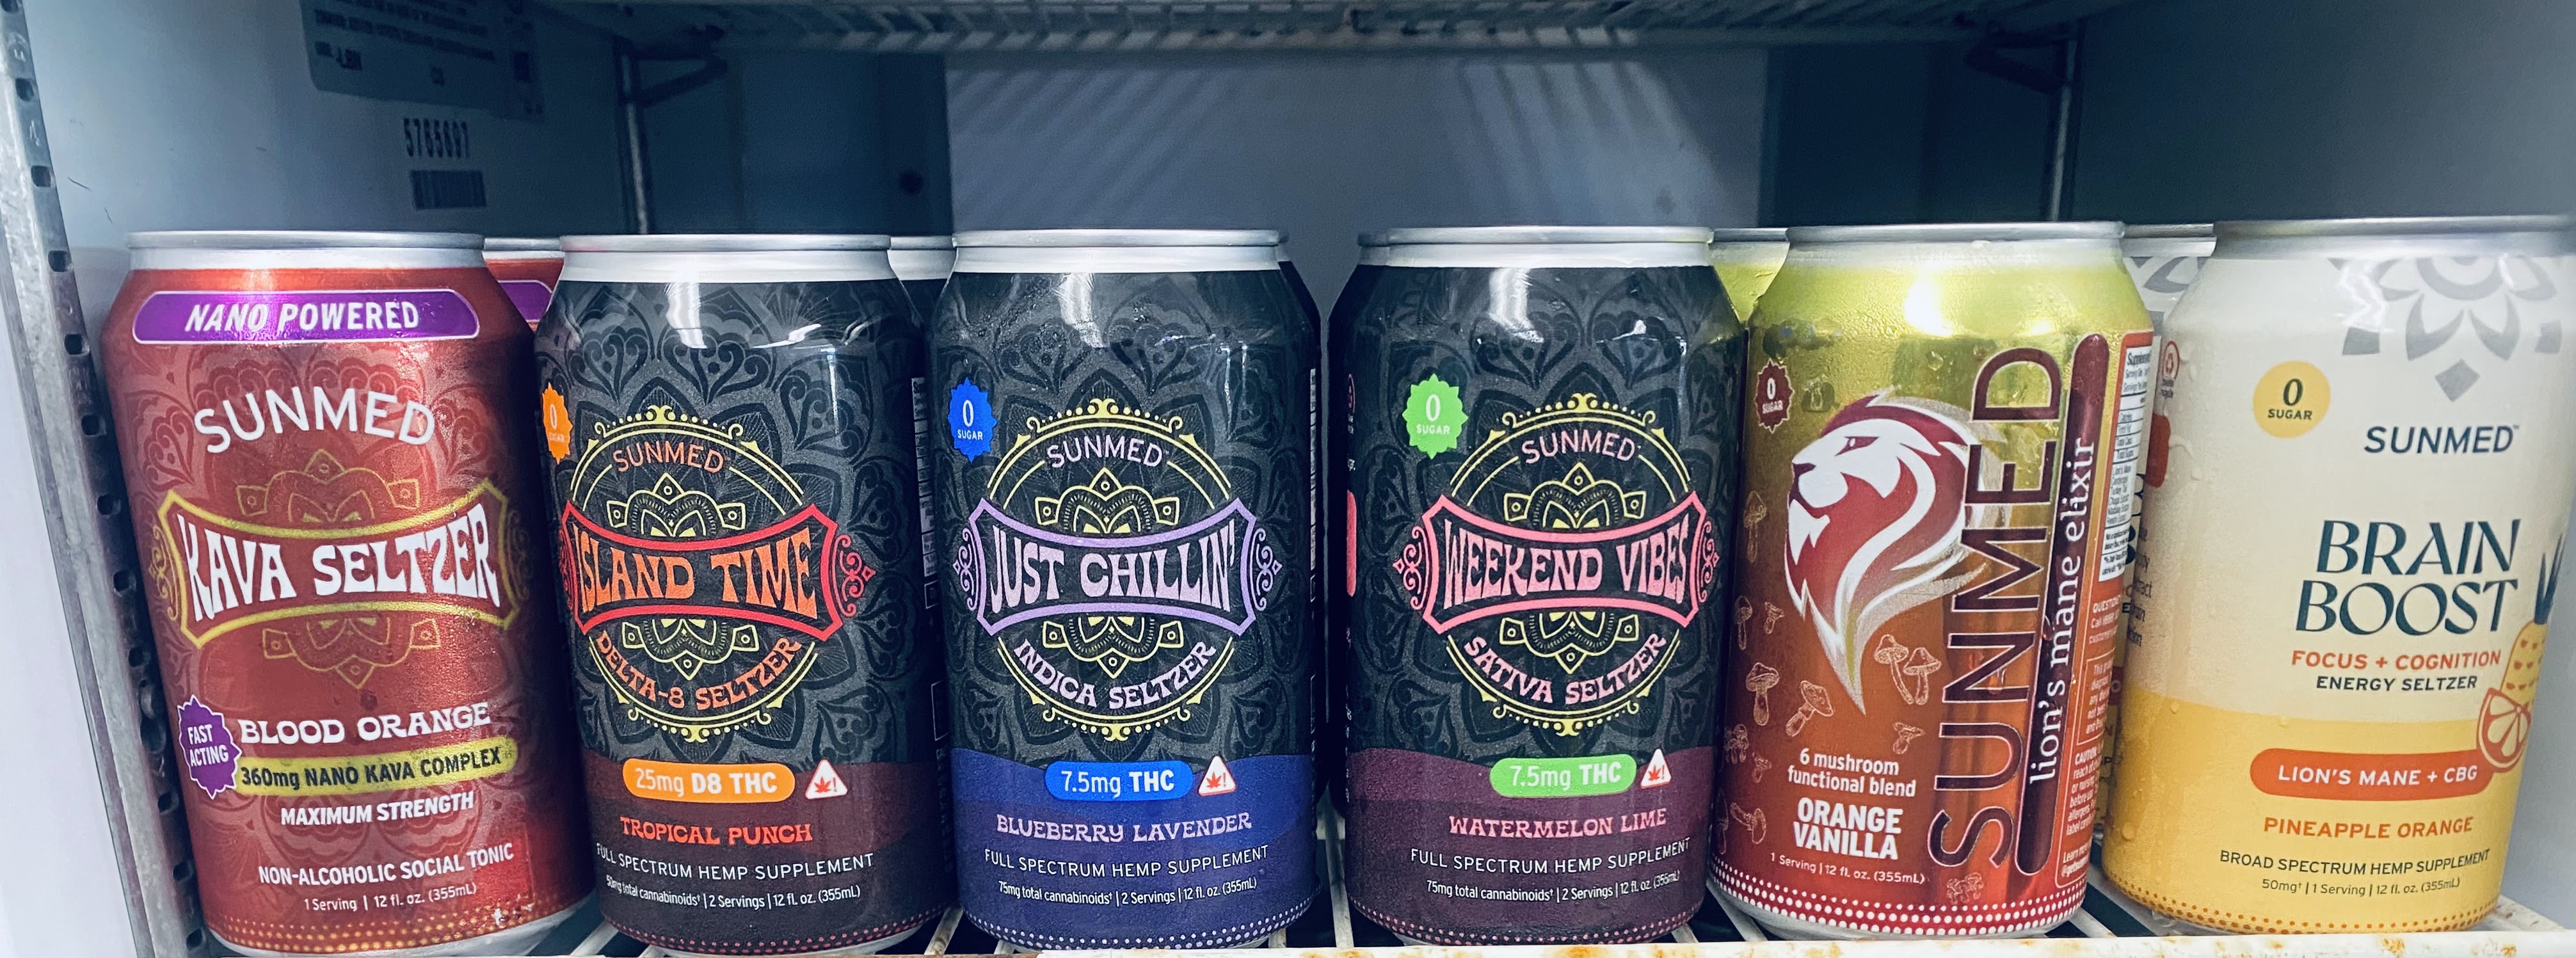 5765697
NANO POWERED
SUNMED
KAVA SELTZER
FAST
ACTING
BLOOD ORANGE
360mg NANO KAVA COMPLEX
MAXIMUM STRENGTH
NON-ALCOHOLIC SOCIAL TONIC
1 Serving | 12 fl. oz. (355mL)
0
SUGAR
SUNMED
ISLAND TIME
DELTA-8 SELTZER
25mg D8 THC
TROPICAL PUNCH
FULL SPECTRUM HEMP SUPPLEMENT
50mg total cannabinoids† | 2 Servings | 12 fl. oz. (355mL)
0
SUGAR
SUNMED
JUST CHILLIN'
INDICA SELTZER
7.5mg THC
BLUEBERRY LAVENDER
FULL SPECTRUM HEMP SUPPLEMENT
75mg total cannabinoids† | 2 Servings | 12 fl. oz. (355mL)
0
SUGAR
SUNMED
WEEKEND VIBES
SATIVA SELTZER
7.5mg THC
WATERMELON LIME
FULL SPECTRUM HEMP SUPPLEMENT
75mg total cannabinoids† | 2 Servings | 12 fl. oz. (355mL)
0
SUGAR
SUNMED
lion's mane elixir
6 mushroom
functional blend
ORANGE
VANILLA
1 Serving | 12 fl. oz. (355mL)
0
SUGAR
SUNMED™
BRAIN
BOOST
FOCUS + COGNITION
ENERGY SELTZER
LION'S MANE + CBG
PINEAPPLE ORANGE
BROAD SPECTRUM HEMP SUPPLEMENT
50mg† | 1 Serving | 12 fl. oz. (355mL)